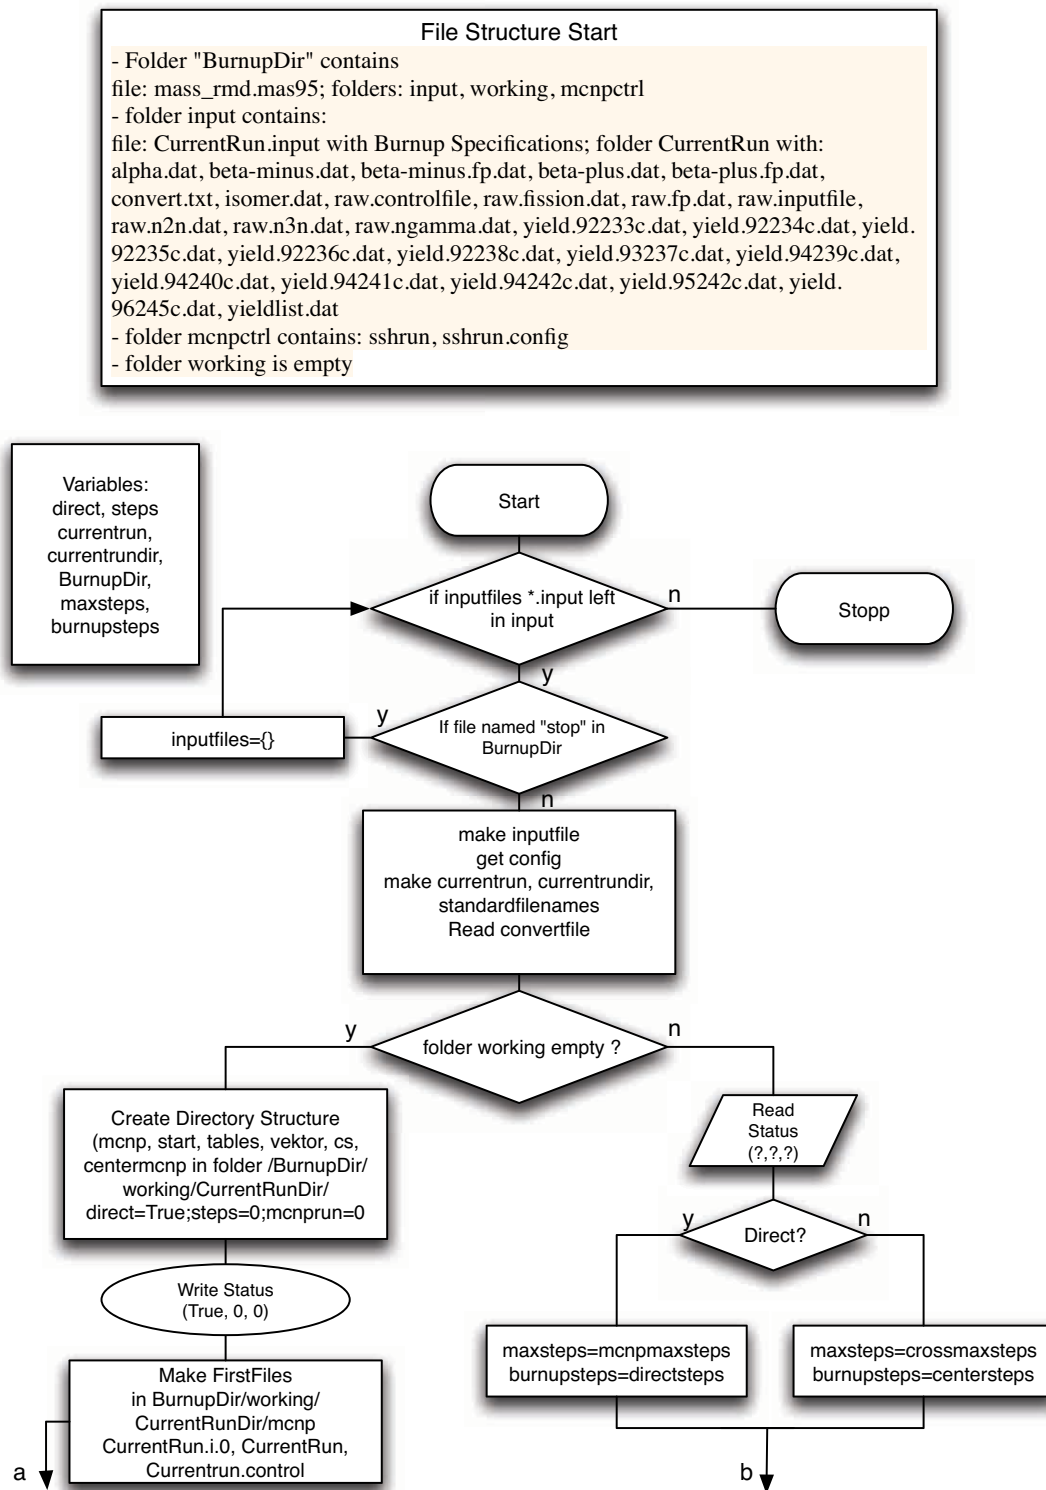 File Structure Start
- Folder "BurnupDir" contains
file: mass_rmd.mas95; folders: input, working, mcnpctrl
- folder input contains:
file: CurrentRun.input with Burnup Specifications; folder CurrentRun with:
alpha.dat, beta-minus.dat, beta-minus.fp.dat, beta-plus.dat, beta-plus.fp.dat,
convert.txt, isomer.dat, raw.controlfile, raw.fission.dat, raw.fp.dat, raw.inputfile,
raw.n2n.dat, raw.n3n.dat, raw.ngamma.dat, yield.92233c.dat, yield.92234c.dat, yield.
92235c.dat, yield.92236c.dat, yield.92238c.dat, yield.93237c.dat, yield.94239c.dat,
yield.94240c.dat, yield.94241c.dat, yield.94242c.dat, yield.95242c.dat, yield.
96245c.dat, yieldlist.dat
- folder mcnpctrl contains: sshrun, sshrun.config
- folder working is empty
Variables:
direct, steps
currentrun,
currentrundir,
BurnupDir,
maxsteps,
burnupsteps
Start
if inputfiles *.input left
in input
n
Stopp
y
If file named "stop" in
BurnupDir
y
inputfiles={}
n
make inputfile
get config
make currentrun, currentrundir,
standardfilenames
Read convertfile
folder working empty ?
y
n
Create Directory Structure
(mcnp, start, tables, vektor, cs,
centermcnp in folder /BurnupDir/
working/CurrentRunDir/
direct=True;steps=0;mcnprun=0
Read
Status
(?,?,?)
Direct?
y
n
Write Status
(True, 0, 0)
maxsteps=mcnpmaxsteps
burnupsteps=directsteps
maxsteps=crossmaxsteps
burnupsteps=centersteps
Make FirstFiles
in BurnupDir/working/
CurrentRunDir/mcnp
CurrentRun.i.0, CurrentRun,
Currentrun.control
a
b